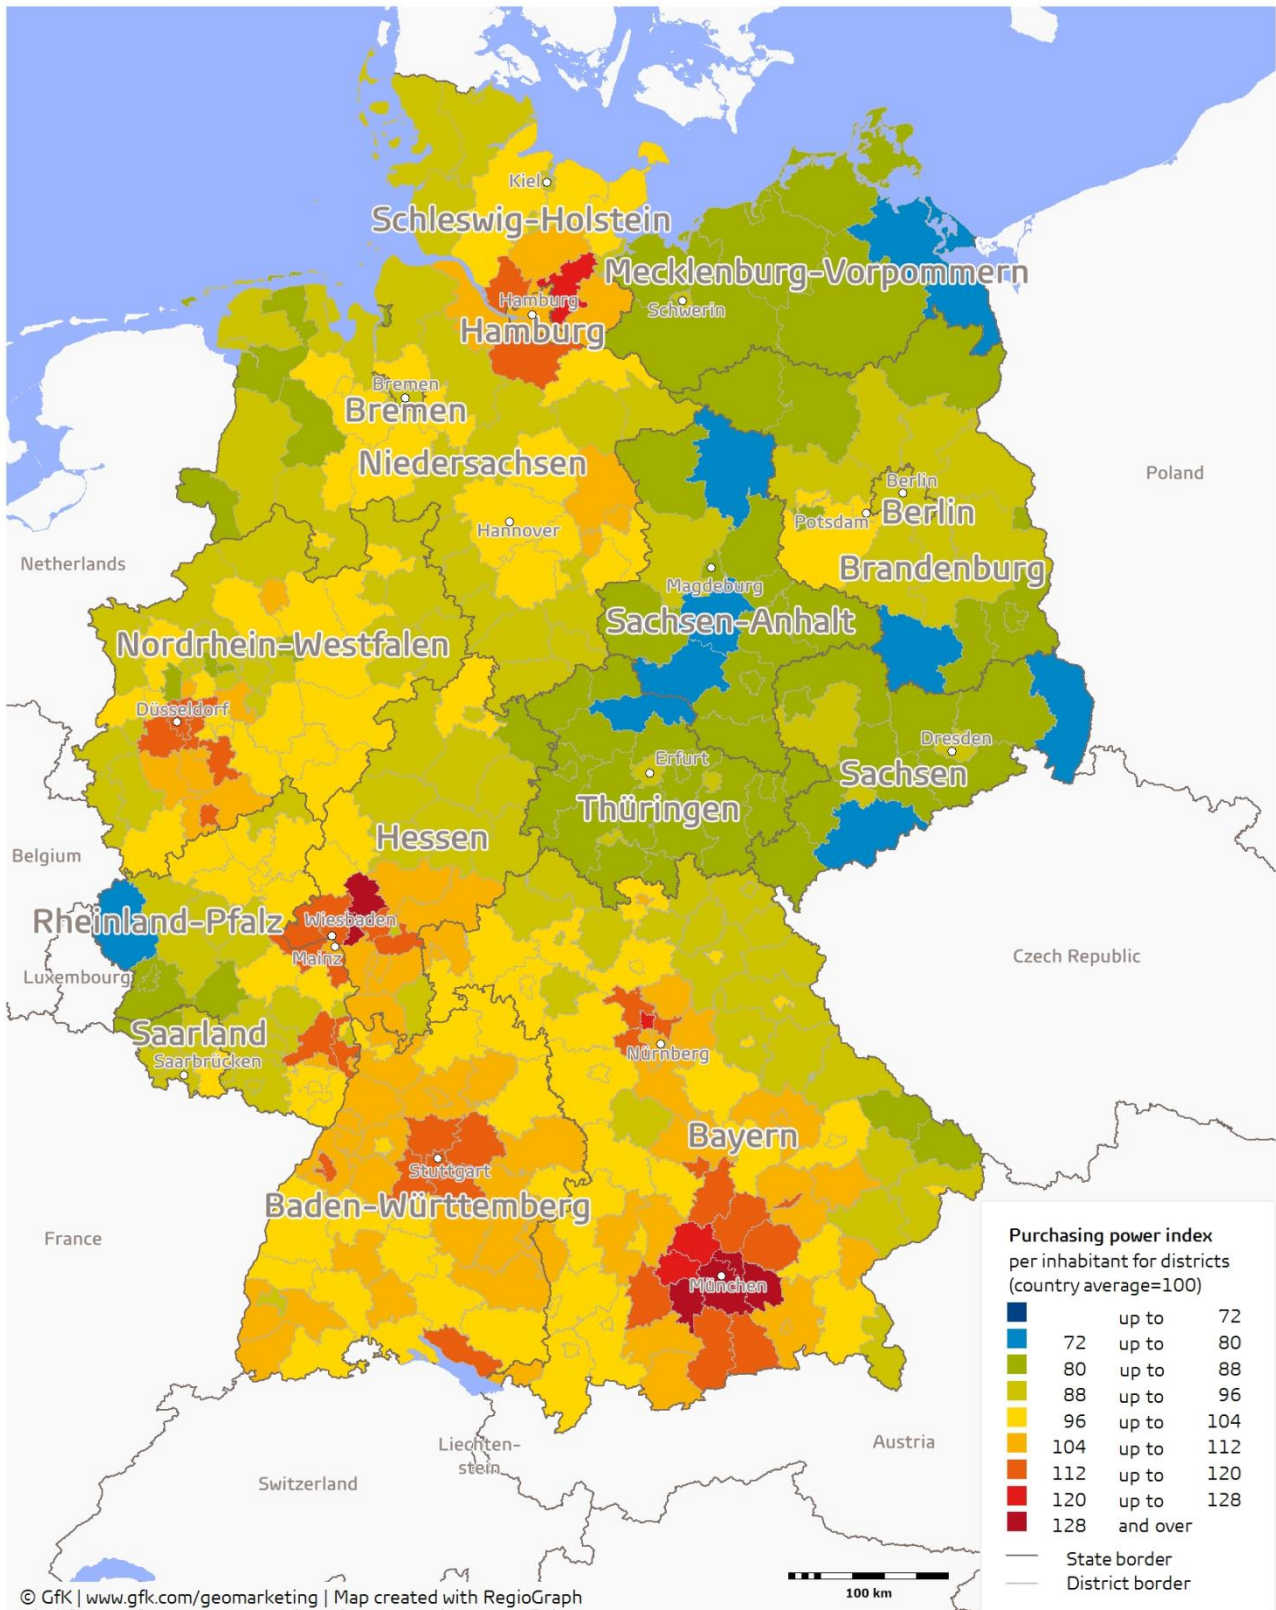 Kiel
Schleswig-Holstein
Mecklenburg-Vorpommern
Schwerin
Hamburg
Hamburg
Bremen
Bremen
Niedersachsen
Poland
Berlin
Berlin
Potsdam
Hannover
Netherlands
Brandenburg
Magdeburg
Sachsen-Anhalt
Nordrhein-Westfalen
Düsseldorf
Dresden
Erfurt
Sachsen
Thüringen
Hessen
Belgium
Rheinland-Pfalz
Wiesbaden
Mainz
Czech Republic
Luxembourg
Saarland
Saarbrücken
Nürnberg
Bayern
Stuttgart
Baden-Württemberg
France
München
Liechten-
stein
Austria
Switzerland
Purchasing power index
per inhabitant for districts
(country average=100)
up to 72
72 up to 80
80 up to 88
88 up to 96
96 up to 104
104 up to 112
112 up to 120
120 up to 128
128 and over
State border
District border
100 km
© GfK | www.gfk.com/geomarketing | Map created with RegioGraph